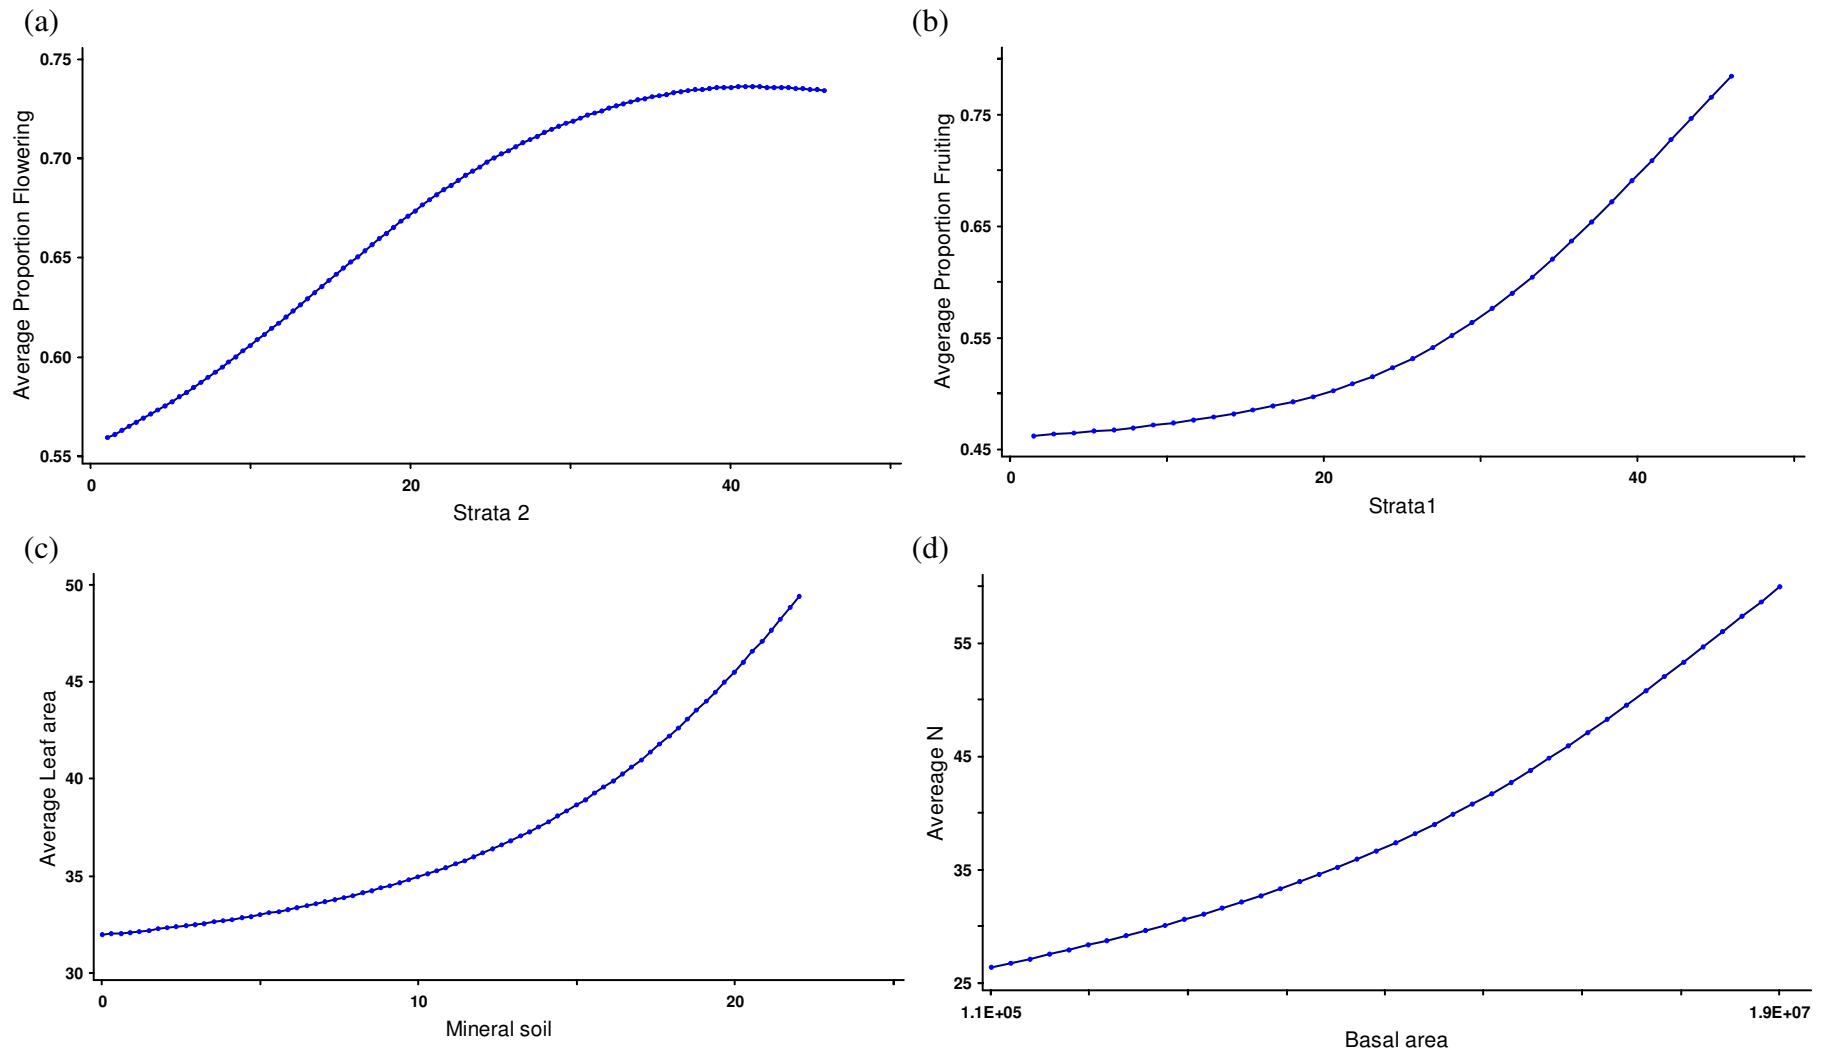 (a)
Average Proportion Flowering
0.75
0.70
0.65
0.60
0.55
0 20 40
Strata 2
(b)
Avgerage Proportion Fruiting
0.75
0.65
0.55
0.45
0 20 40
Strata1
(c)
Average Leaf area
50
45
40
35
30
0 10 20
Mineral soil
(d)
Avereage N
55
45
35
25
1.1E+05 1.9E+07
Basal area